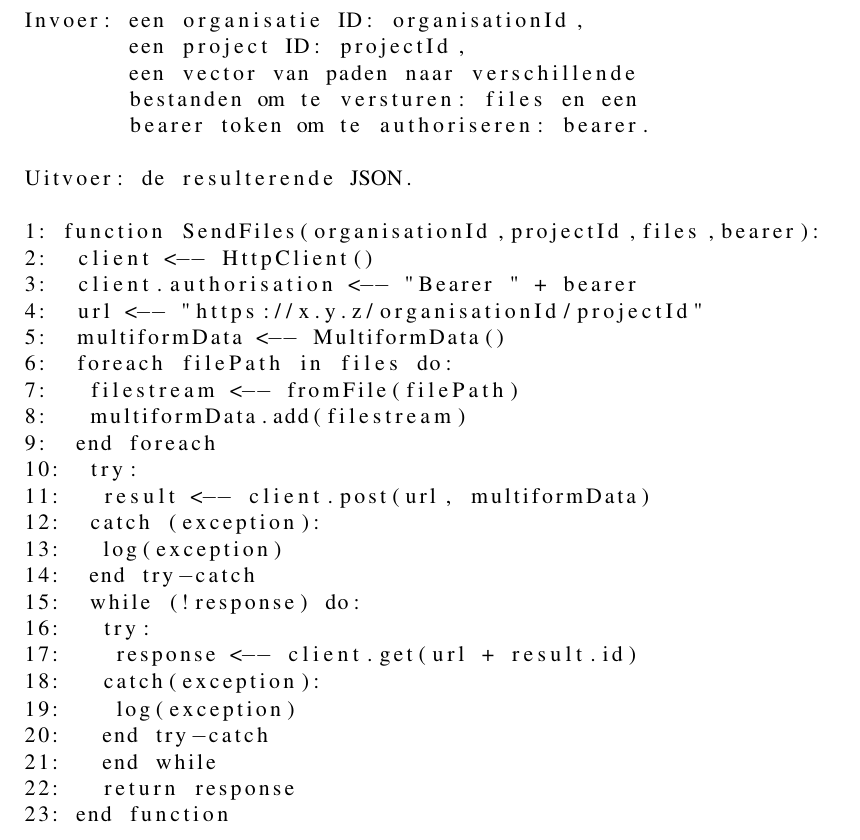 Invoer: een organisatie ID: organisationId,
een project ID: projectId,
een vector van paden naar verschillende
bestanden om te versturen: files en een
bearer token om te authoriseren: bearer.
Uitvoer: de resulterende JSON.
1: function SendFiles(organisationId,projectId,files,bearer):
2: client <-- HttpClient()
3: client.authorisation <-- "Bearer " + bearer
4: url <-- "https://x.y.z/organisationId/projectId"
5: multiformData <-- MultiformData()
6: foreach filePath in files do:
7: filestream <-- fromFile(filePath)
8: multiformData.add(filestream)
9: end foreach
10: try:
11: result <-- client.post(url, multiformData)
12: catch (exception):
13: log(exception)
14: end try-catch
15: while (!response) do:
16: try:
17: response <-- client.get(url + result.id)
18: catch(exception):
19: log(exception)
20: end try-catch
21: end while
22: return response
23: end function